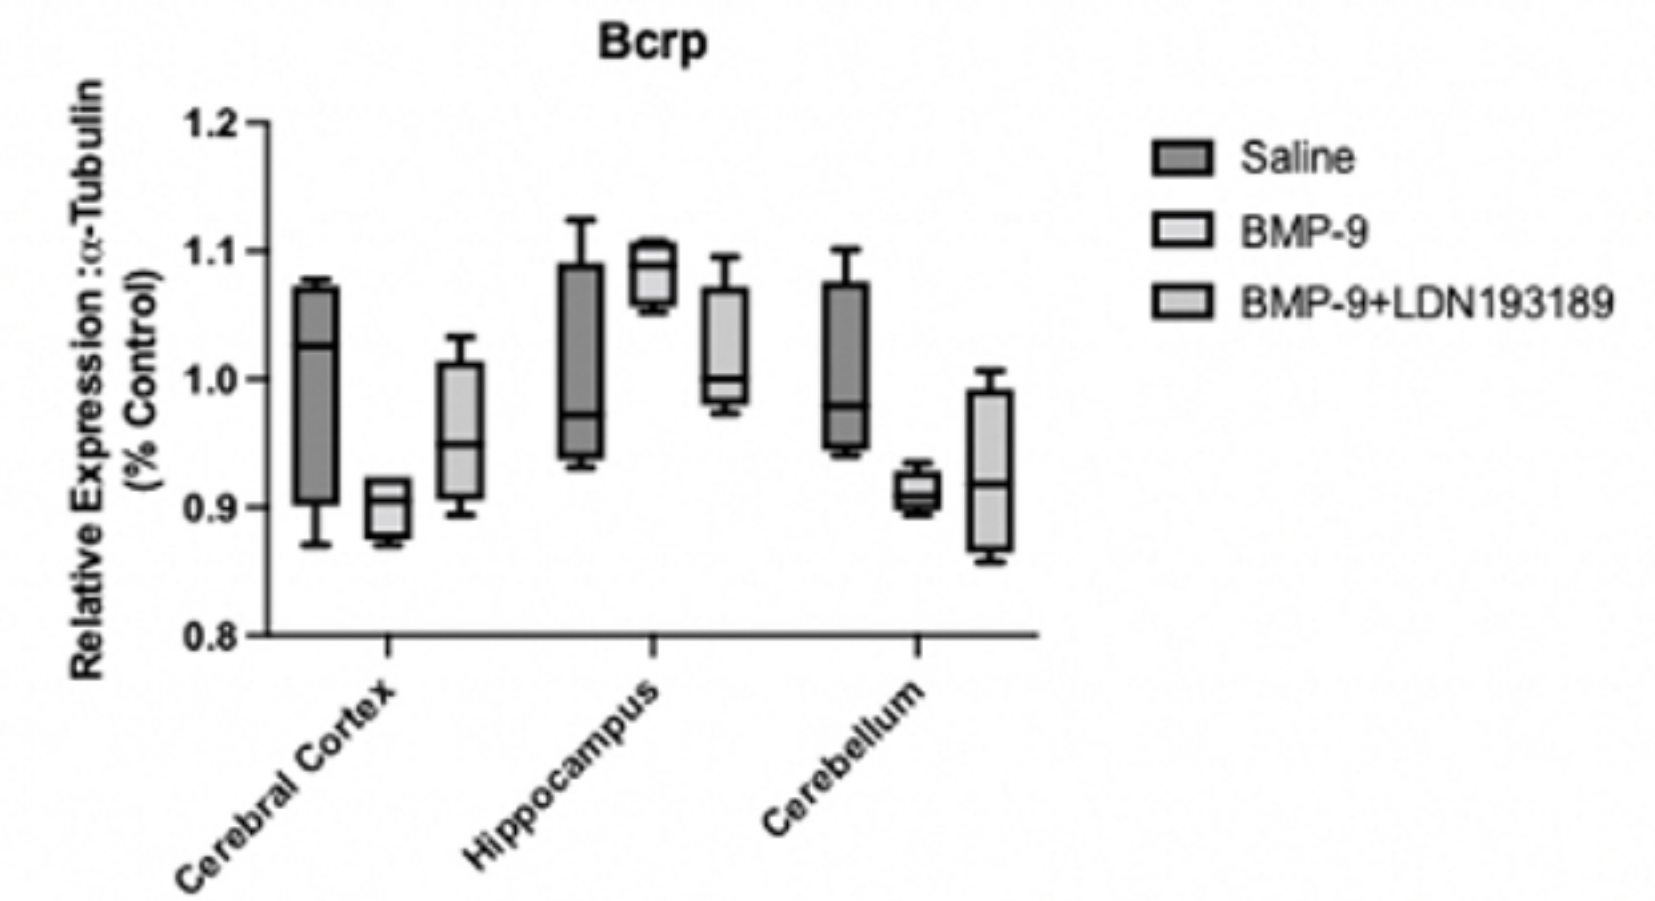 Bcrp
Relative Expression :α-Tubulin
(% Control)
1.2
1.1
1.0
0.9
0.8
Cerebral Cortex
Hippocampus
Cerebellum
Saline
BMP-9
BMP-9+LDN193189